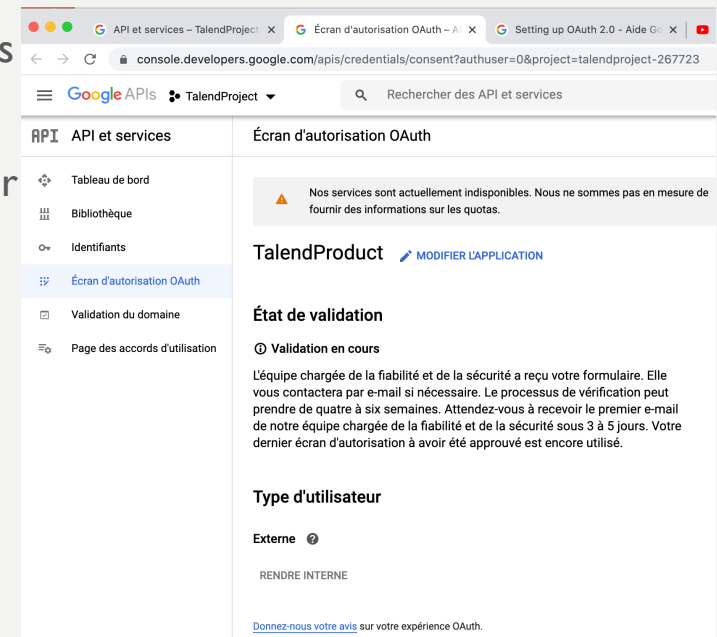 s
r
API et services – TalendProject
Écran d'autorisation OAuth – A
Setting up OAuth 2.0 - Aide Go
console.developers.google.com/apis/credentials/consent?authuser=0&project=talendproject-267723
Google APIs
TalendProject
Rechercher des API et services
API API et services
Écran d'autorisation OAuth
Tableau de bord
Bibliothèque
Identifiants
Écran d'autorisation OAuth
Validation du domaine
Page des accords d'utilisation
Nos services sont actuellement indisponibles. Nous ne sommes pas en mesure de
fournir des informations sur les quotas.
TalendProduct
MODIFIER L'APPLICATION
État de validation
Validation en cours
L'équipe chargée de la fiabilité et de la sécurité a reçu votre formulaire. Elle
vous contactera par e-mail si nécessaire. Le processus de vérification peut
prendre de quatre à six semaines. Attendez-vous à recevoir le premier e-mail
de notre équipe chargée de la fiabilité et de la sécurité sous 3 à 5 jours. Votre
dernier écran d'autorisation à avoir été approuvé est encore utilisé.
Type d'utilisateur
Externe
RENDRE INTERNE
Donnez-nous votre avis sur votre expérience OAuth.